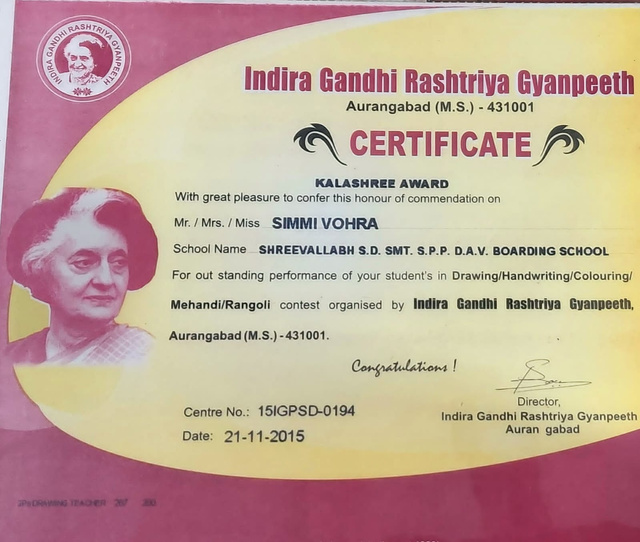 INDIRA GANDHI RASHTRIYA GYANPEETH
Indira Gandhi Rashtriya Gyanpeeth
Aurangabad (M.S.) - 431001
CERTIFICATE
KALASHREE AWARD
With great pleasure to confer this honour of commendation on
Mr. / Mrs. / Miss SIMMI VOHRA
School Name SHREEVALLABH S.D. SMT. S.P.P. D.A.V. BOARDING SCHOOL
For out standing performance of your student's in Drawing/Handwriting/Colouring/
Mehandi/Rangoli contest organised by Indira Gandhi Rashtriya Gyanpeeth,
Aurangabad (M.S.) - 431001.
Congratulations !
Director,
Indira Gandhi Rashtriya Gyanpeeth
Auran gabad
Centre No.: 15IGPSD-0194
Date: 21-11-2015
TEACHER